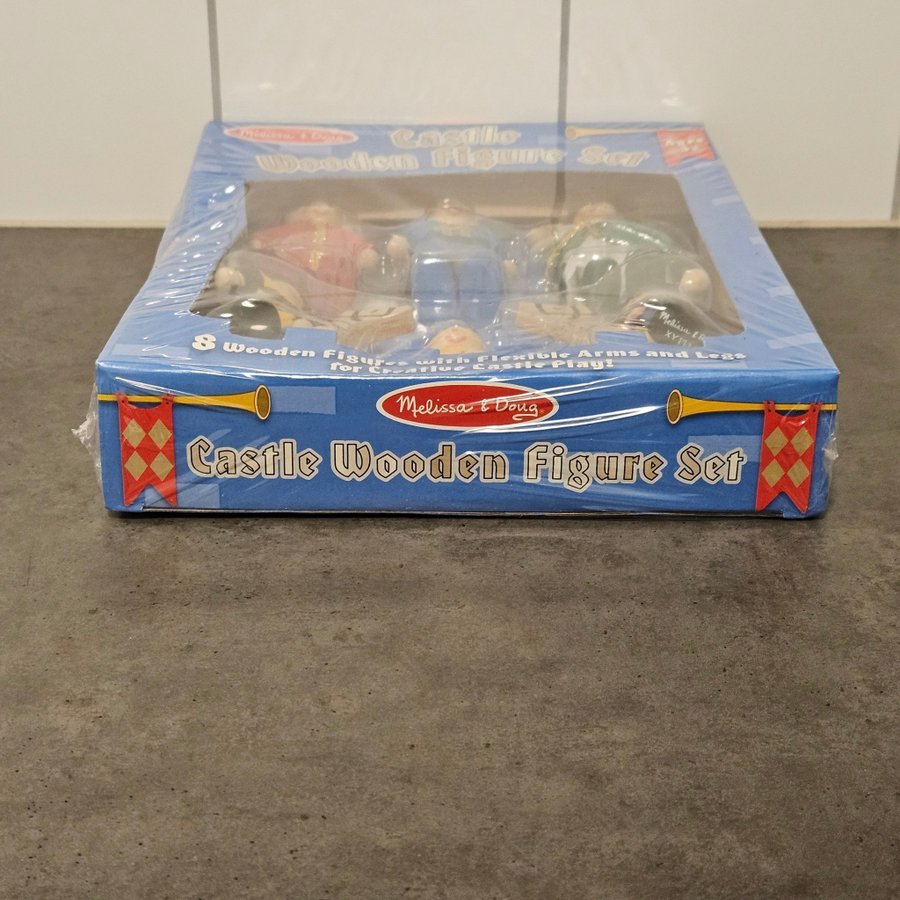 Melissa & Doug
Castle
Wooden Figure Set
Ages
8 Wooden Figures with Flexible Arms and Legs
for Creative Castle Play!
Melissa & Doug
Castle Wooden Figure Set